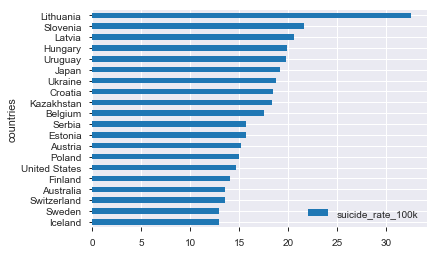 Lithuania
Slovenia
Latvia
Hungary
Uruguay
Japan
Ukraine
Croatia
Kazakhstan
Belgium
Serbia
Estonia
Austria
Poland
United States
Finland
Australia
Switzerland
Sweden
Iceland
countries
suicide_rate_100k
0 5 10 15 20 25 30